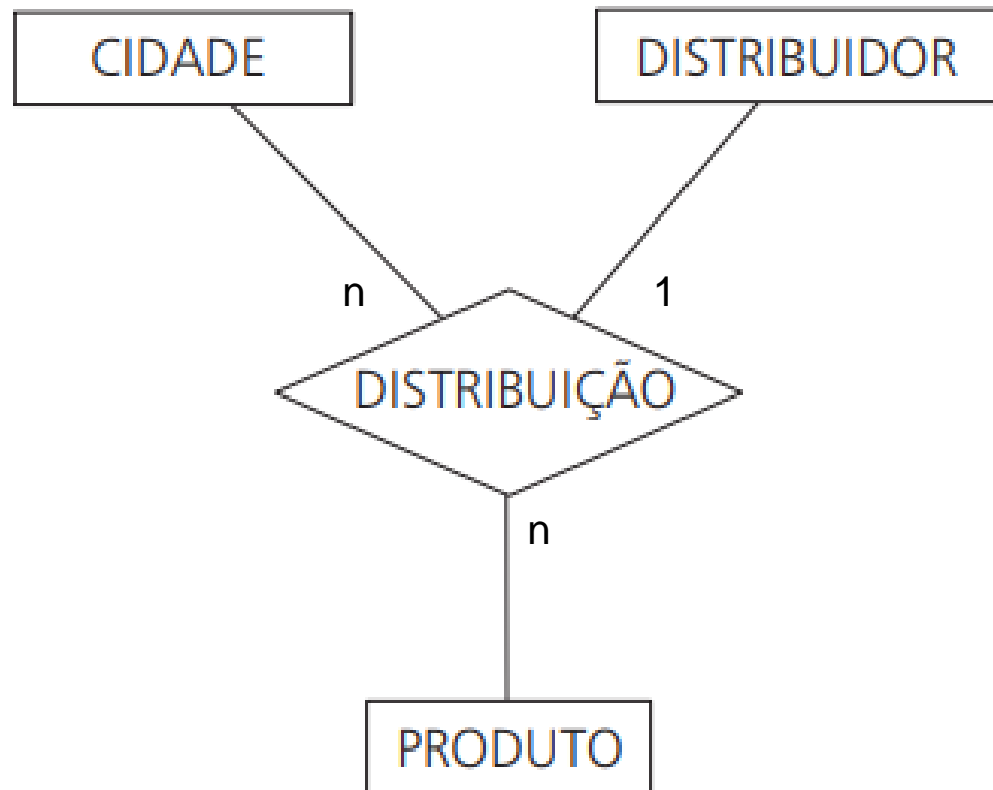 CIDADE
DISTRIBUIDOR
n
1
DISTRIBUIÇÃO
n
PRODUTO